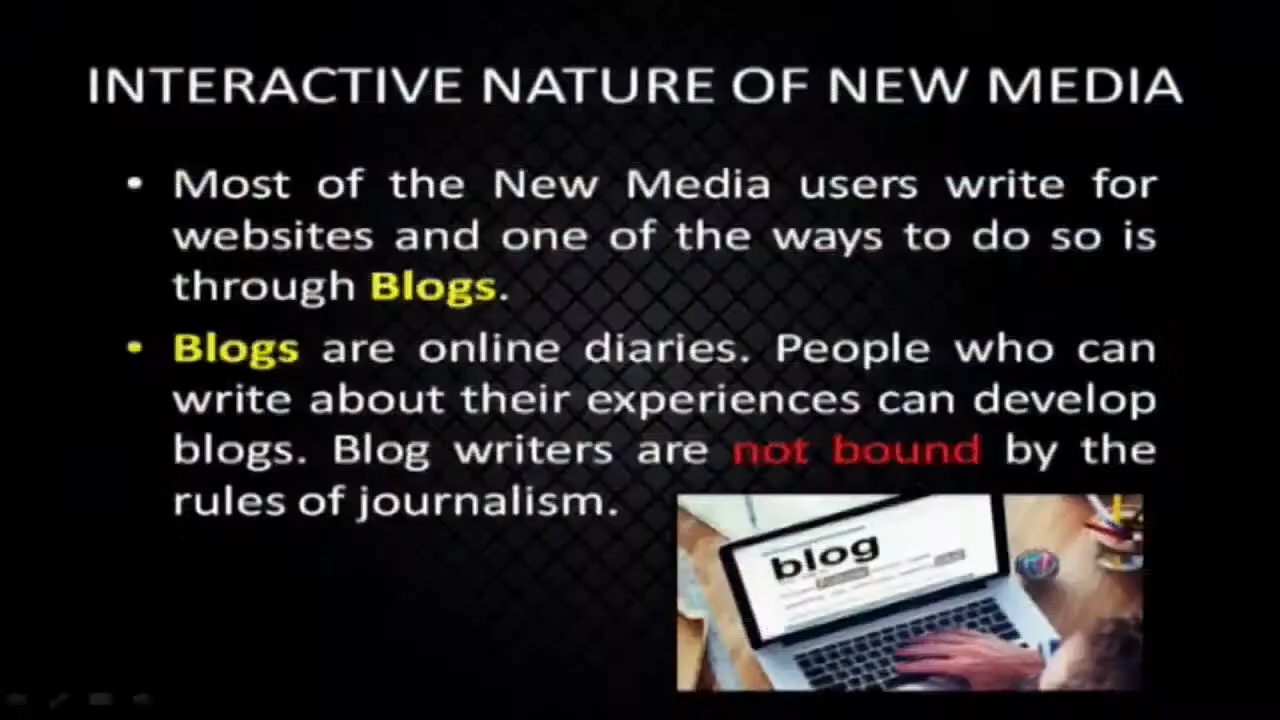 INTERACTIVE NATURE OF NEW MEDIA
• Most of the New Media users write for
websites and one of the ways to do so is
through Blogs.
• Blogs are online diaries. People who can
write about their experiences can develop
blogs. Blog writers are not bound by the
rules of journalism.
blog